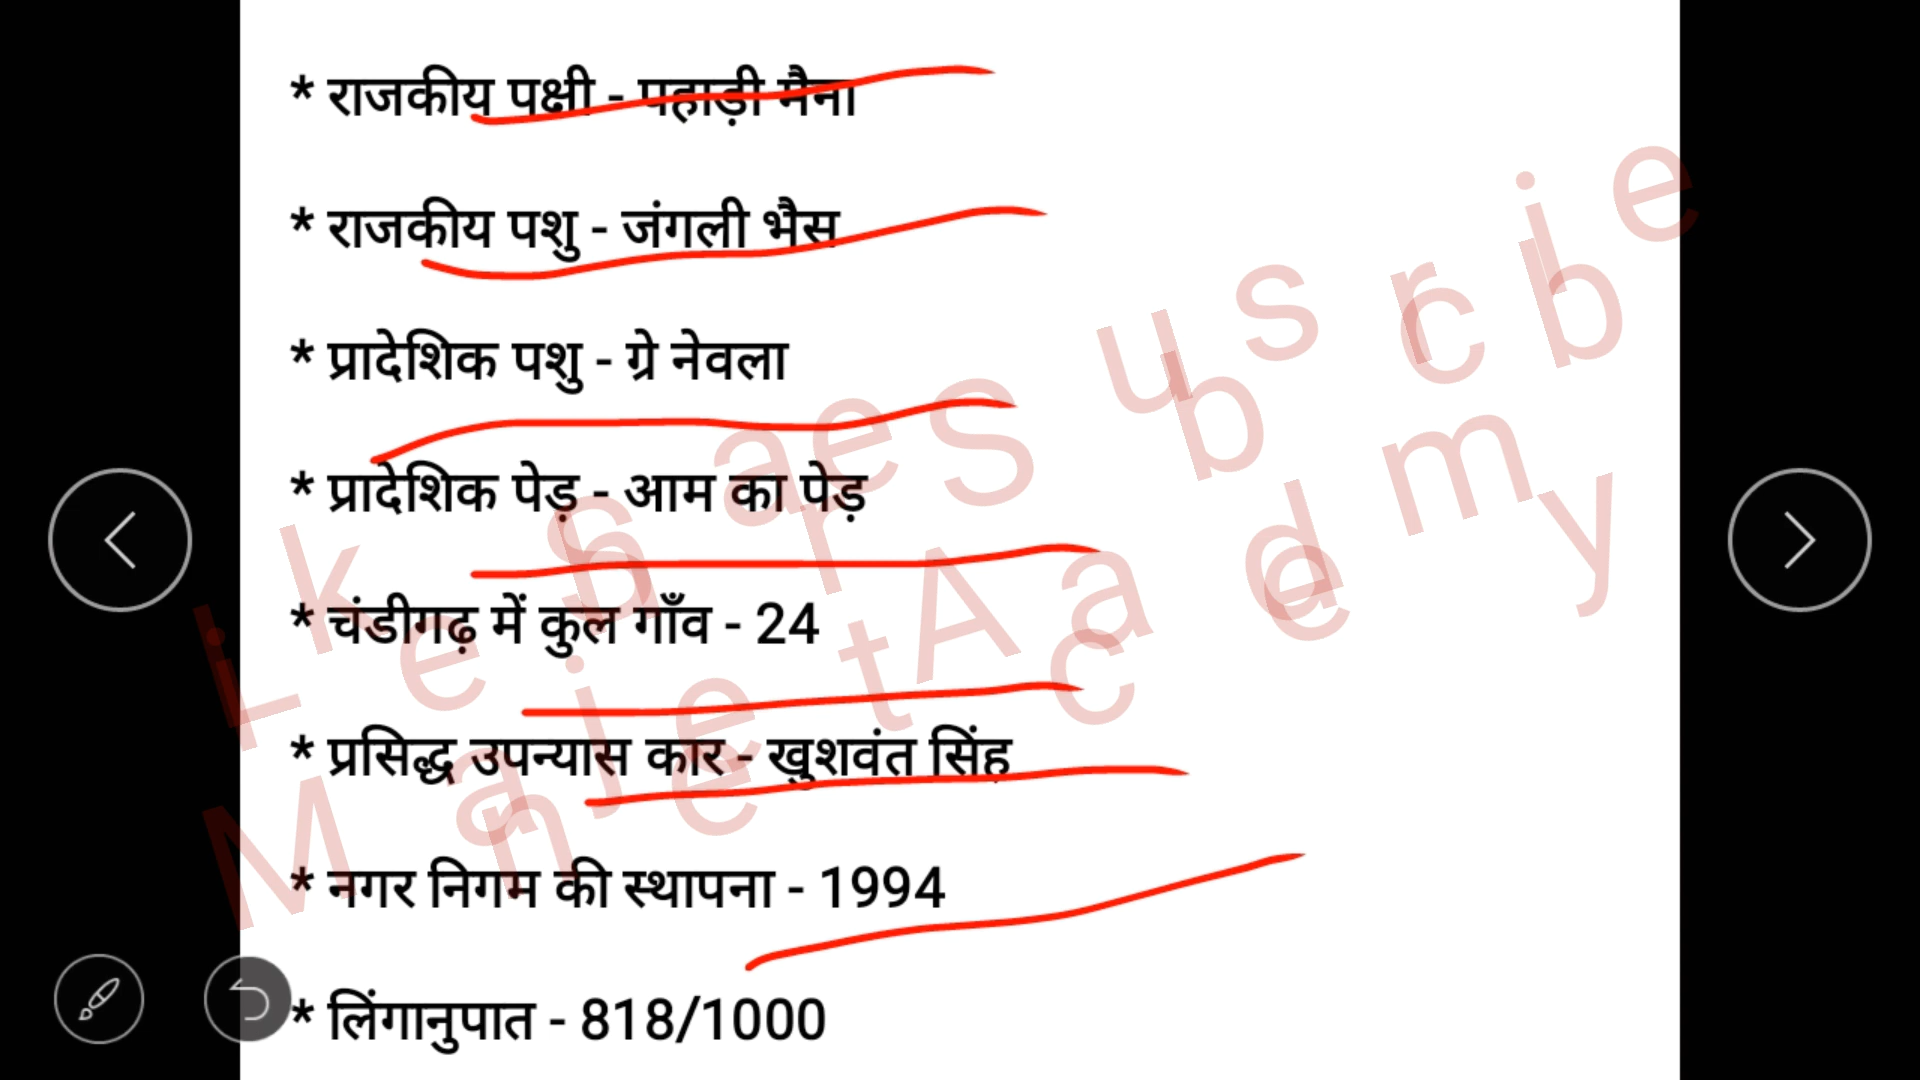 * राजकीय पक्षी - पहाड़ी मैना
* राजकीय पशु - जंगली भैस
* प्रादेशिक पशु - ग्रे नेवला
* प्रादेशिक पेड़ - आम का पेड़
* चंडीगढ़ में कुल गाँव - 24
* प्रसिद्ध उपन्यास कार - खुशवंत सिंह
* नगर निगम की स्थापना - 1994
* लिंगानुपात - 818/1000